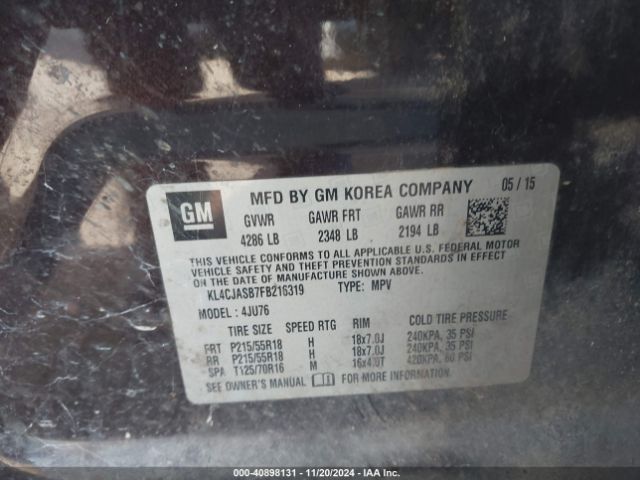 GM
MFD BY GM KOREA COMPANY 05 / 15
GVWR GAWR FRT GAWR RR
4286 LB 2348 LB 2194 LB
THIS VEHICLE CONFORMS TO ALL APPLICABLE U.S. FEDERAL MOTOR
VEHICLE SAFETY AND THEFT PREVENTION STANDARDS IN EFFECT
ON THE DATE OF MANUFACTURE SHOWN ABOVE.
KL4CJASB7FB216319 TYPE: MPV
MODEL: 4JU76
TIRE SIZE SPEED RTG RIM COLD TIRE PRESSURE
FRT P215/55R18 H 18x7.0J 240KPA, 35 PSI
RR P215/55R18 H 18x7.0J 240KPA, 35 PSI
SPA T125/70R16 M 16x4.0T 420KPA, 60 PSI
SEE OWNER'S MANUAL FOR MORE INFORMATION.
000-40898131 - 11/20/2024 - IAA Inc.